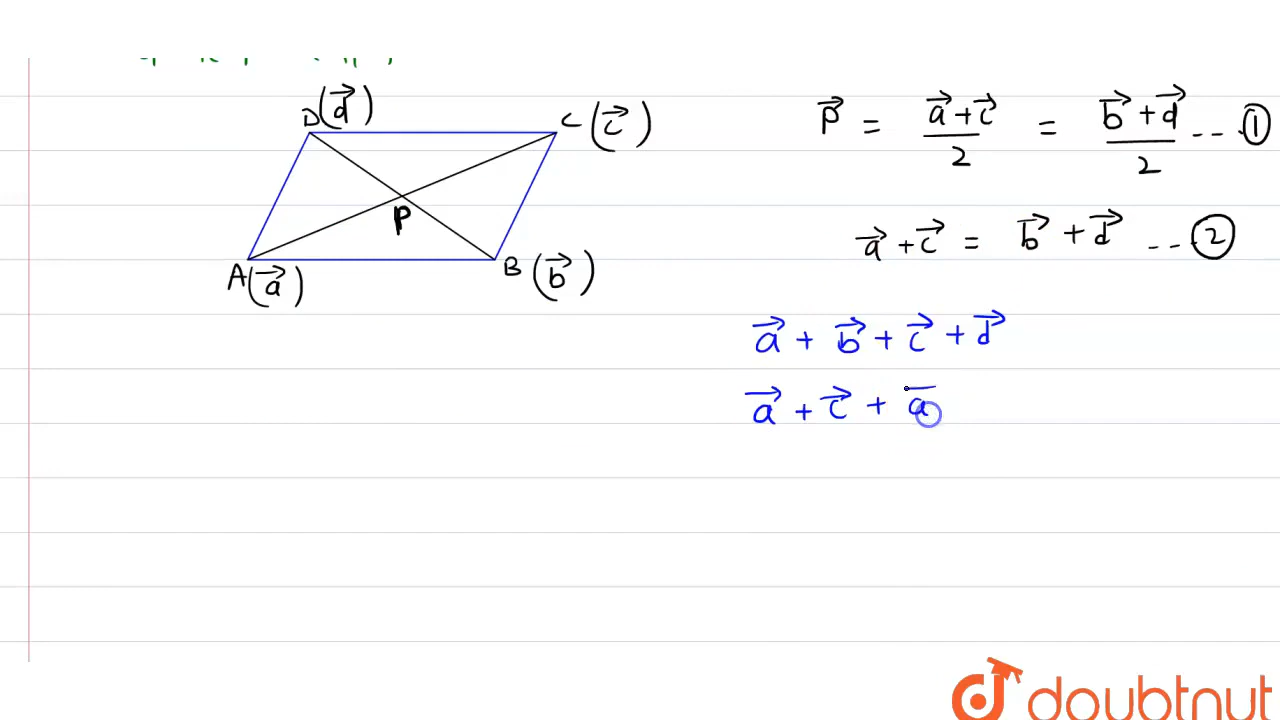 D(d⃗) C(c⃗)
P
A(a⃗) B(b⃗)
p⃗ = (a⃗+c⃗)/2 = (b⃗+d⃗)/2 --- ①
a⃗ + c⃗ = b⃗ + d⃗ --- ②
a⃗ + b⃗ + c⃗ + d⃗
a⃗ + c⃗ + a̅
doubtnut